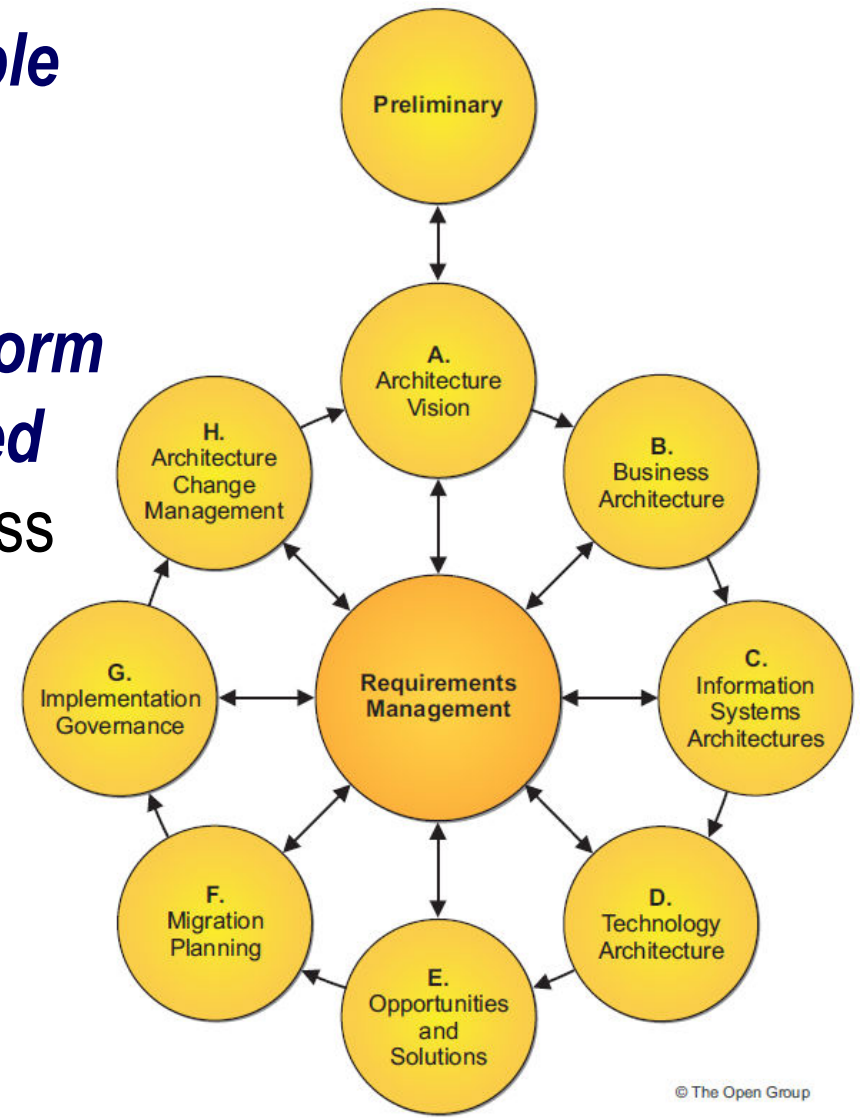 ple
orm
ed
ss
Preliminary
A.
Architecture
Vision
B.
Business
Architecture
C.
Information
Systems
Architectures
D.
Technology
Architecture
E.
Opportunities
and
Solutions
F.
Migration
Planning
G.
Implementation
Governance
H.
Architecture
Change
Management
Requirements
Management
© The Open Group